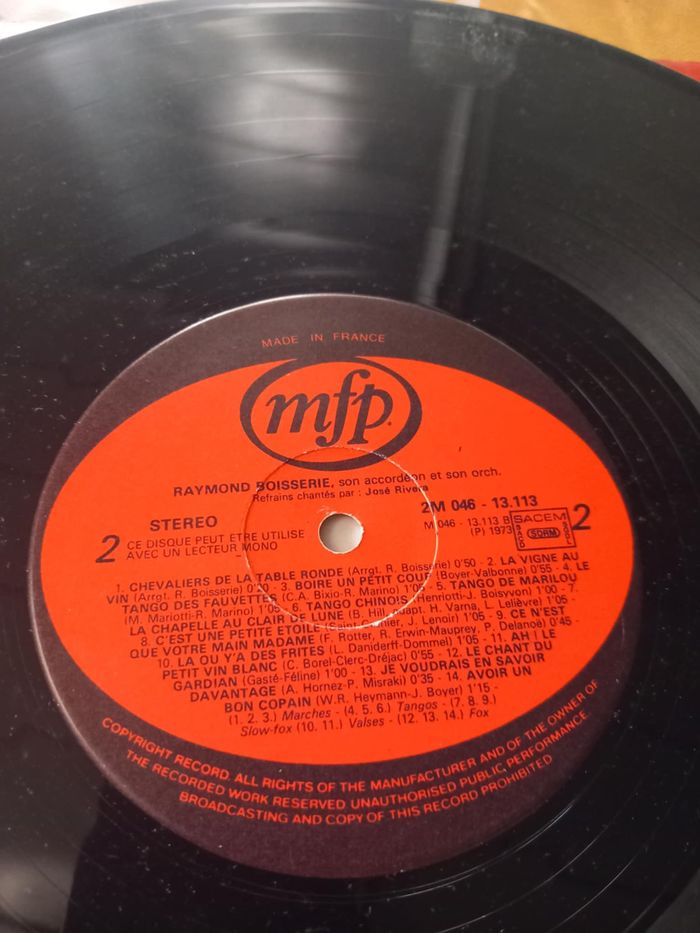 MADE IN FRANCE
mfp
RAYMOND BOISSERIE, son accordéon et son orch.
Refrains chantés par : José Rivera
STEREO
2M 046 - 13.113
M 046 - 13.113 B
(P) 1973
SACEM
SDRM
2
CE DISQUE PEUT ETRE UTILISE
AVEC UN LECTEUR MONO
2
1. CHEVALIERS DE LA TABLE RONDE (Arrgt. R. Boisserie) 0'50 - 2. LA VIGNE AU
VIN (Arrgt. R. Boisserie) 0'20 - 3. BOIRE UN PETIT COUP (Boyer-Valbonne) 0'55 - 4. LE
TANGO DES FAUVETTES (C.A. Bixio-R. Marino) 1'05 - 5. TANGO DE MARILOU
(M. Mariotti-R. Marino) 1'05 - 6. TANGO CHINOIS (Henriotti-J. Boisyvon) 1'00 - 7.
LA CHAPELLE AU CLAIR DE LUNE (B. Hill, adapt. H. Varna, L. Lelièvre) 1'05 -
8. C'EST UNE PETITE ETOILE (Saint-Granier, J. Lenoir) 1'05 - 9. CE N'EST
QUE VOTRE MAIN MADAME (F. Rotter, R. Erwin-Mauprey, P. Delanoé) 0'45 -
10. LA OU Y'A DES FRITES (L. Daniderff-Dommel) 1'05 - 11. AH ! LE
PETIT VIN BLANC (C. Borel-Clerc-Dréjac) 0'55 - 12. LE CHANT DU
GARDIAN (Gasté-Féline) 1'00 - 13. JE VOUDRAIS EN SAVOIR
DAVANTAGE (A. Hornez-P. Misraki) 0'35 - 14. AVOIR UN
BON COPAIN (W.R. Heymann-J. Boyer) 1'15 -
(1. 2. 3.) Marches - (4. 5. 6.) Tangos - (7. 8. 9.)
Slow-fox (10. 11.) Valses - (12. 13. 14.) Fox
COPYRIGHT RECORD. ALL RIGHTS OF THE MANUFACTURER AND OF THE OWNER OF
THE RECORDED WORK RESERVED UNAUTHORISED PUBLIC PERFORMANCE
BROADCASTING AND COPY OF THIS RECORD PROHIBITED